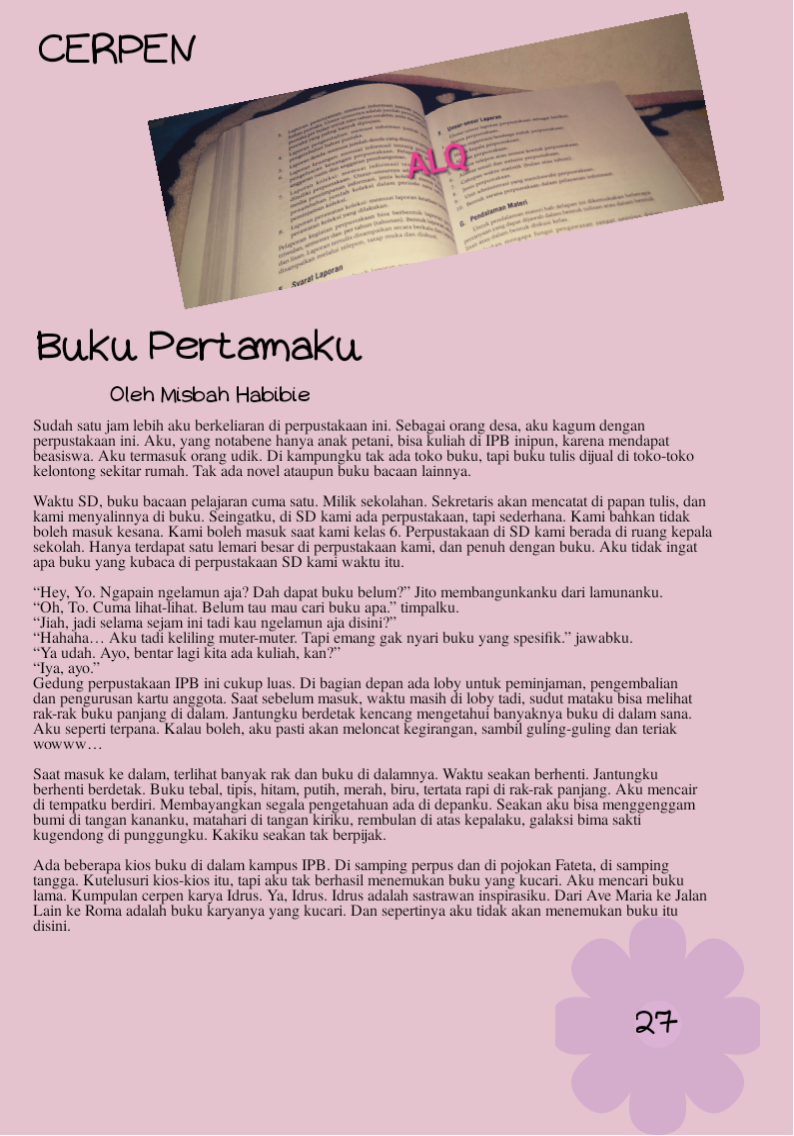 CERPEN
ALQ
Buku Pertamaku
Oleh Misbah Habibie
Sudah satu jam lebih aku berkeliaran di perpustakaan ini. Sebagai orang desa, aku kagum dengan
perpustakaan ini. Aku, yang notabene hanya anak petani, bisa kuliah di IPB inipun, karena mendapat
beasiswa. Aku termasuk orang udik. Di kampungku tak ada toko buku, tapi buku tulis dijual di toko-toko
kelontong sekitar rumah. Tak ada novel ataupun buku bacaan lainnya.
Waktu SD, buku bacaan pelajaran cuma satu. Milik sekolahan. Sekretaris akan mencatat di papan tulis, dan
kami menyalinnya di buku. Seingatku, di SD kami ada perpustakaan, tapi sederhana. Kami bahkan tidak
boleh masuk kesana. Kami boleh masuk saat kami kelas 6. Perpustakaan di SD kami berada di ruang kepala
sekolah. Hanya terdapat satu lemari besar di perpustakaan kami, dan penuh dengan buku. Aku tidak ingat
apa buku yang kubaca di perpustakaan SD kami waktu itu.
“Hey, Yo. Ngapain ngelamun aja? Dah dapat buku belum?” Jito membangunkanku dari lamunanku.
“Oh, To. Cuma lihat-lihat. Belum tau mau cari buku apa.” timpalku.
“Jiah, jadi selama sejam ini tadi kau ngelamun aja disini?”
“Hahaha… Aku tadi keliling muter-muter. Tapi emang gak nyari buku yang spesifik.” jawabku.
“Ya udah. Ayo, bentar lagi kita ada kuliah, kan?”
“Iya, ayo.”
Gedung perpustakaan IPB ini cukup luas. Di bagian depan ada loby untuk peminjaman, pengembalian
dan pengurusan kartu anggota. Saat sebelum masuk, waktu masih di loby tadi, sudut mataku bisa melihat
rak-rak buku panjang di dalam. Jantungku berdetak kencang mengetahui banyaknya buku di dalam sana.
Aku seperti terpana. Kalau boleh, aku pasti akan meloncat kegirangan, sambil guling-guling dan teriak
wowww…
Saat masuk ke dalam, terlihat banyak rak dan buku di dalamnya. Waktu seakan berhenti. Jantungku
berhenti berdetak. Buku tebal, tipis, hitam, putih, merah, biru, tertata rapi di rak-rak panjang. Aku mencair
di tempatku berdiri. Membayangkan segala pengetahuan ada di depanku. Seakan aku bisa menggenggam
bumi di tangan kananku, matahari di tangan kiriku, rembulan di atas kepalaku, galaksi bima sakti
kugendong di punggungku. Kakiku seakan tak berpijak.
Ada beberapa kios buku di dalam kampus IPB. Di samping perpus dan di pojokan Fateta, di samping
tangga. Kutelusuri kios-kios itu, tapi aku tak berhasil menemukan buku yang kucari. Aku mencari buku
lama. Kumpulan cerpen karya Idrus. Ya, Idrus. Idrus adalah sastrawan inspirasiku. Dari Ave Maria ke Jalan
Lain ke Roma adalah buku karyanya yang kucari. Dan sepertinya aku tidak akan menemukan buku itu
disini.
27